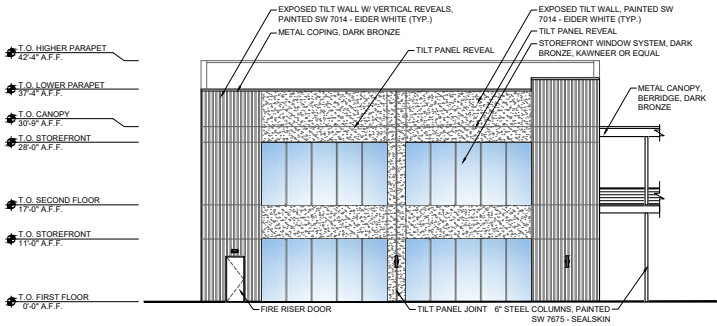 EXPOSED TILT WALL W/ VERTICAL REVEALS,
PAINTED SW 7014 - EIDER WHITE (TYP.)
METAL COPING, DARK BRONZE
TILT PANEL REVEAL
EXPOSED TILT WALL, PAINTED SW
7014 - EIDER WHITE (TYP.)
TILT PANEL REVEAL
STOREFRONT WINDOW SYSTEM, DARK
BRONZE, KAWNEER OR EQUAL
METAL CANOPY,
BERRIDGE, DARK
BRONZE
T.O. HIGHER PARAPET
42'-4" A.F.F.
T.O. LOWER PARAPET
37'-4" A.F.F.
T.O. CANOPY
30'-9" A.F.F.
T.O. STOREFRONT
28'-0" A.F.F.
T.O. SECOND FLOOR
17'-0" A.F.F.
T.O. STOREFRONT
11'-0" A.F.F.
T.O. FIRST FLOOR
0'-0" A.F.F.
FIRE RISER DOOR
TILT PANEL JOINT
6" STEEL COLUMNS, PAINTED
SW 7675 - SEALSKIN